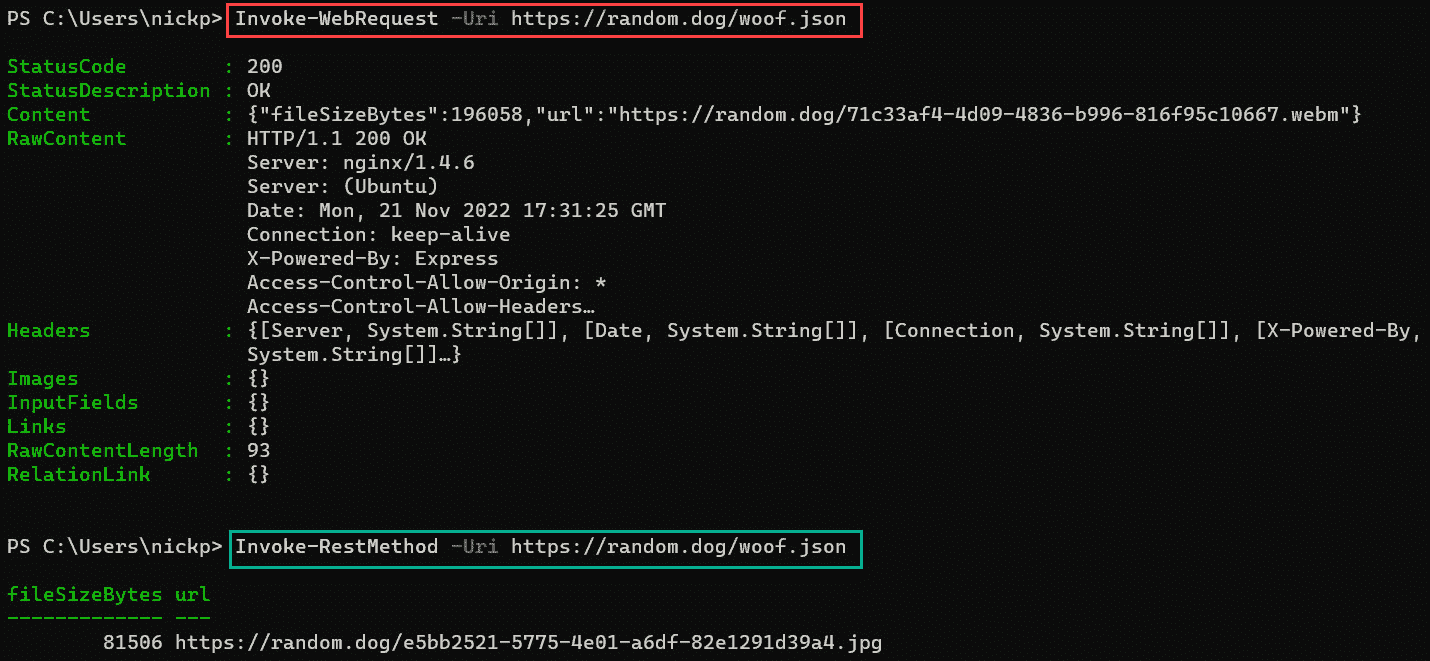 PS C:\Users\nickp> Invoke-WebRequest -Uri https://random.dog/woof.json
StatusCode : 200
StatusDescription : OK
Content : {"fileSizeBytes":196058,"url":"https://random.dog/71c33af4-4d09-4836-b996-816f95c10667.webm"}
RawContent : HTTP/1.1 200 OK
Server: nginx/1.4.6
Server: (Ubuntu)
Date: Mon, 21 Nov 2022 17:31:25 GMT
Connection: keep-alive
X-Powered-By: Express
Access-Control-Allow-Origin: *
Access-Control-Allow-Headers…
Headers : {[Server, System.String[]], [Date, System.String[]], [Connection, System.String[]], [X-Powered-By,
System.String[]]…}
Images : {}
InputFields : {}
Links : {}
RawContentLength : 93
RelationLink : {}
PS C:\Users\nickp> Invoke-RestMethod -Uri https://random.dog/woof.json
fileSizeBytes url
------------- ---
81506 https://random.dog/e5bb2521-5775-4e01-a6df-82e1291d39a4.jpg